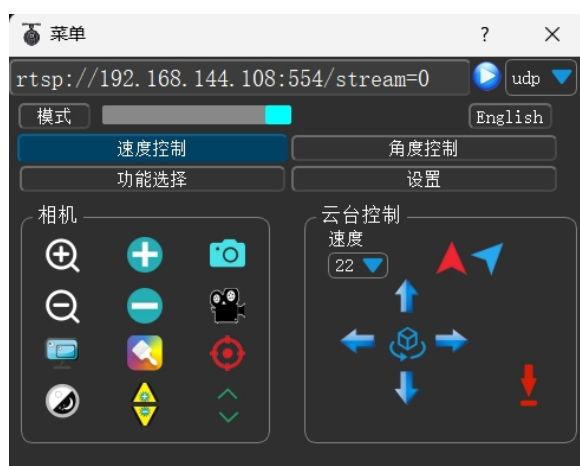 菜单
rtsp://192.168.144.108:554/stream=0 udp
模式 English
速度控制 角度控制
功能选择 设置
相机 云台控制
速度
22